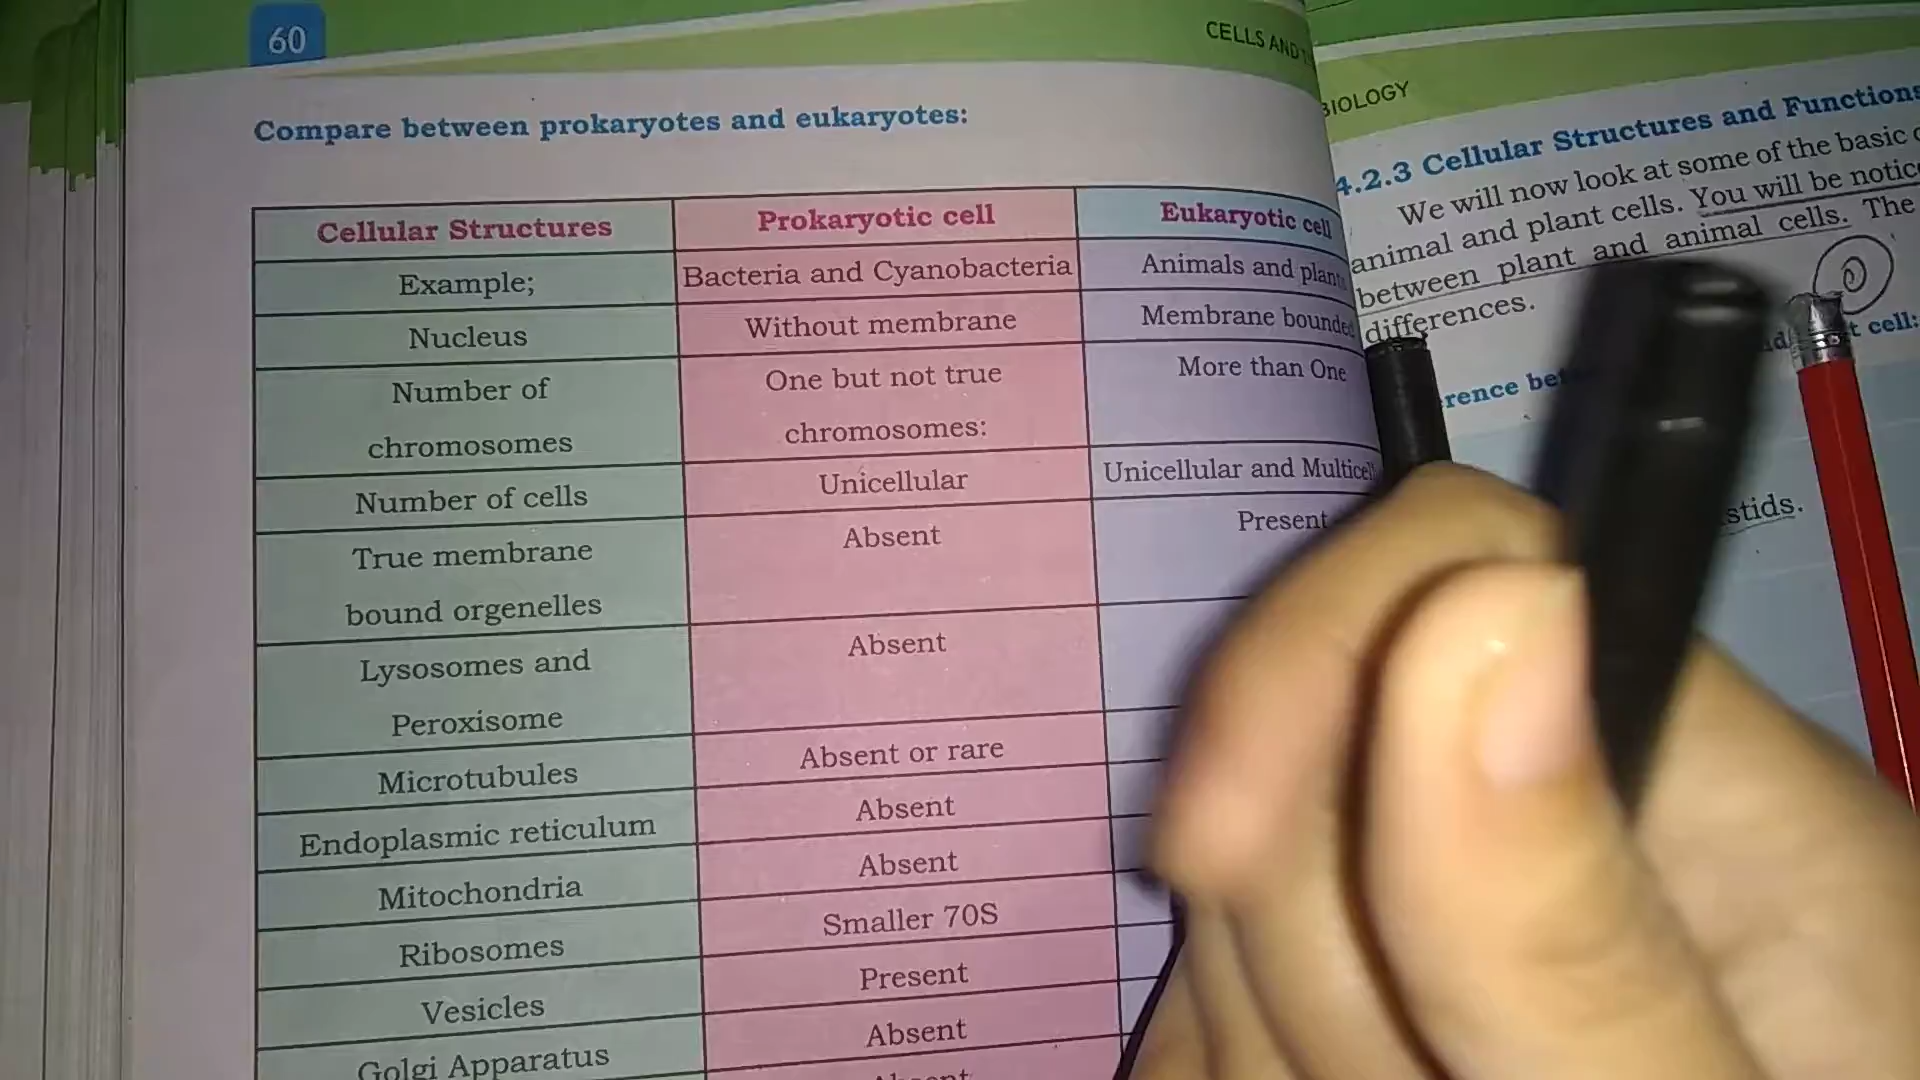 60
CELLS AND
Compare between prokaryotes and eukaryotes:
Cellular Structures Prokaryotic cell Eukaryotic cell
Example; Bacteria and Cyanobacteria Animals and plants
Nucleus Without membrane Membrane bounded
Number of One but not true More than One
chromosomes chromosomes:
Number of cells Unicellular Unicellular and
True membrane Absent Present
bound orgenelles
Lysosomes and Absent
Peroxisome
Microtubules Absent or rare
Endoplasmic reticulum Absent
Mitochondria Absent
Ribosomes Smaller 70S
Vesicles Present
Golgi Apparatus Absent
BIOLOGY
4.2.3 Cellular Structures and Functions
We will now look at some of the basic
animal and plant cells. You will be
between plant and animal cells. The
differences.
cell: